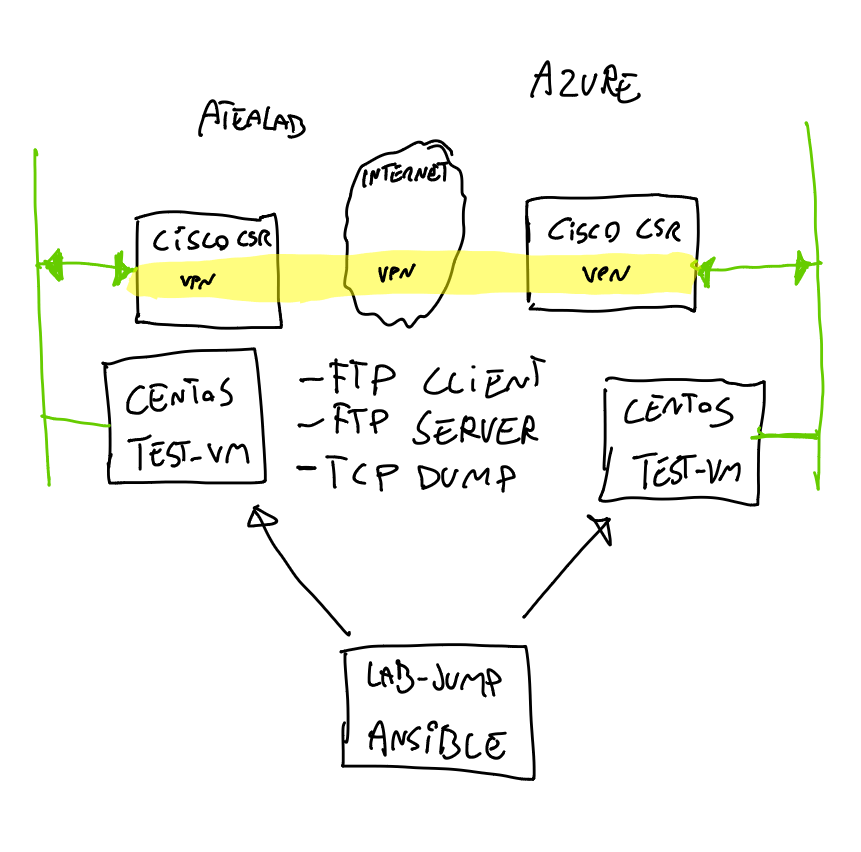 ATEALAB
AZURE
INTERNET
CISCO CSR
VPN
VPN
CISCO CSR
VPN
CENTOS
TEST-VM
- FTP CLIENT
- FTP SERVER
- TCP DUMP
CENTOS
TEST-VM
LAB-JUMP
ANSIBLE